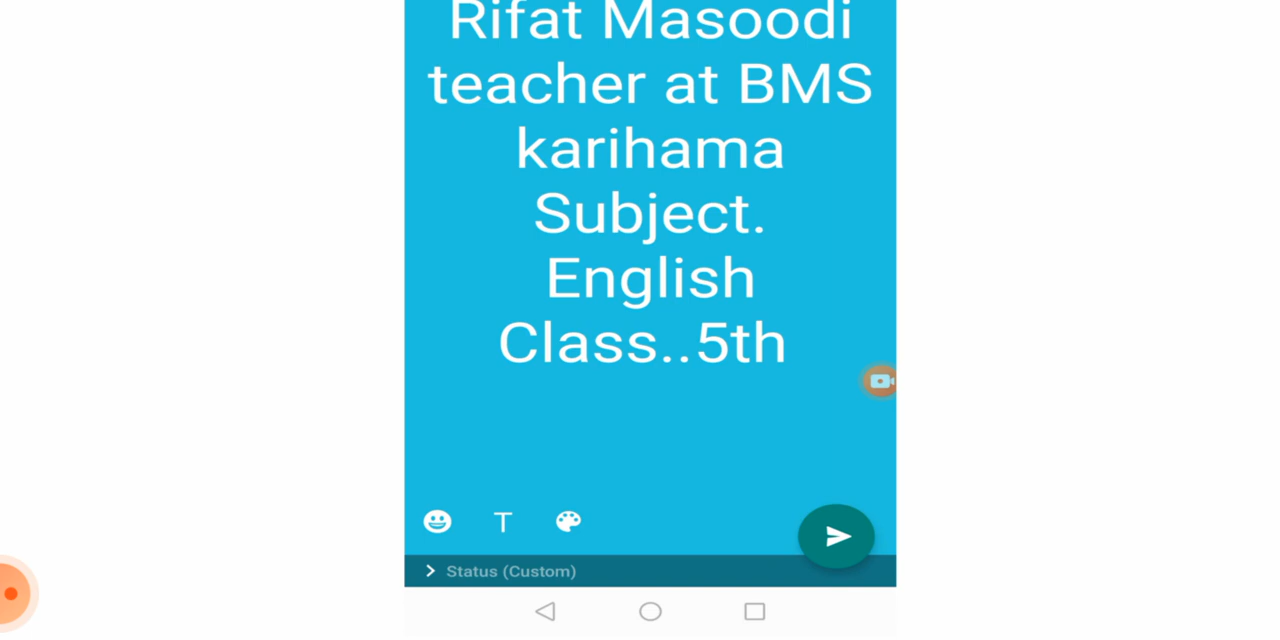 Rifat Masoodi
teacher at BMS
karihama
Subject.
English
Class..5th
T
Status (Custom)